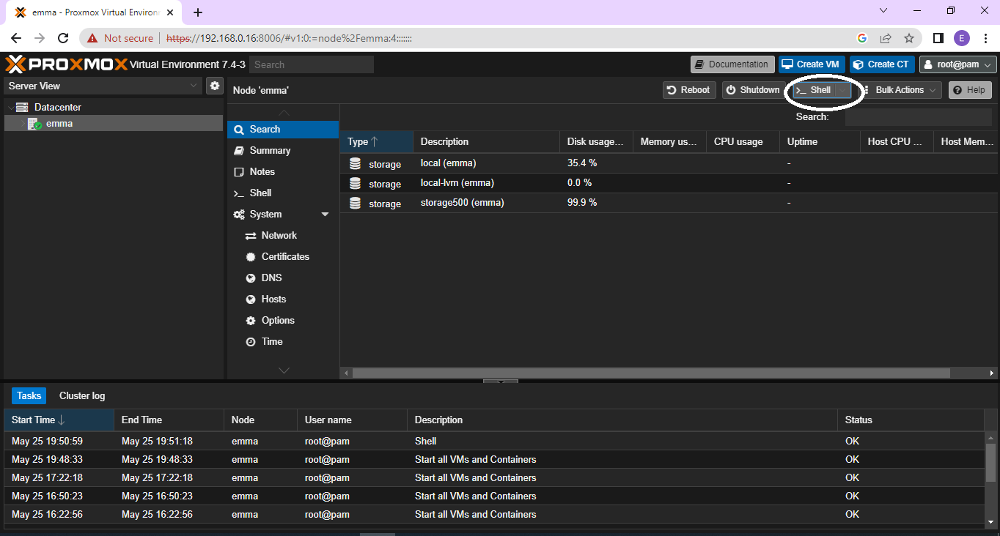 emma - Proxmox Virtual Environ
Not secure https://192.168.0.16:8006/#v1:0:=node%2Femma:4:::::::
E
PROXMOX Virtual Environment 7.4-3 Search Documentation Create VM Create CT root@pam
Server View
Node 'emma' Reboot Shutdown Shell Bulk Actions Help
Datacenter
emma
Search:
Search
Summary
Notes
Shell
System
Network
Certificates
DNS
Hosts
Options
Time
Type Description Disk usage... Memory us... CPU usage Uptime Host CPU ... Host Mem...
storage local (emma) 35.4 % -
storage local-lvm (emma) 0.0 % -
storage storage500 (emma) 99.9 % -
Tasks Cluster log
Start Time End Time Node User name Description Status
May 25 19:50:59 May 25 19:51:18 emma root@pam Shell OK
May 25 19:48:33 May 25 19:48:33 emma root@pam Start all VMs and Containers OK
May 25 17:22:18 May 25 17:22:18 emma root@pam Start all VMs and Containers OK
May 25 16:50:23 May 25 16:50:23 emma root@pam Start all VMs and Containers OK
May 25 16:22:56 May 25 16:22:56 emma root@pam Start all VMs and Containers OK